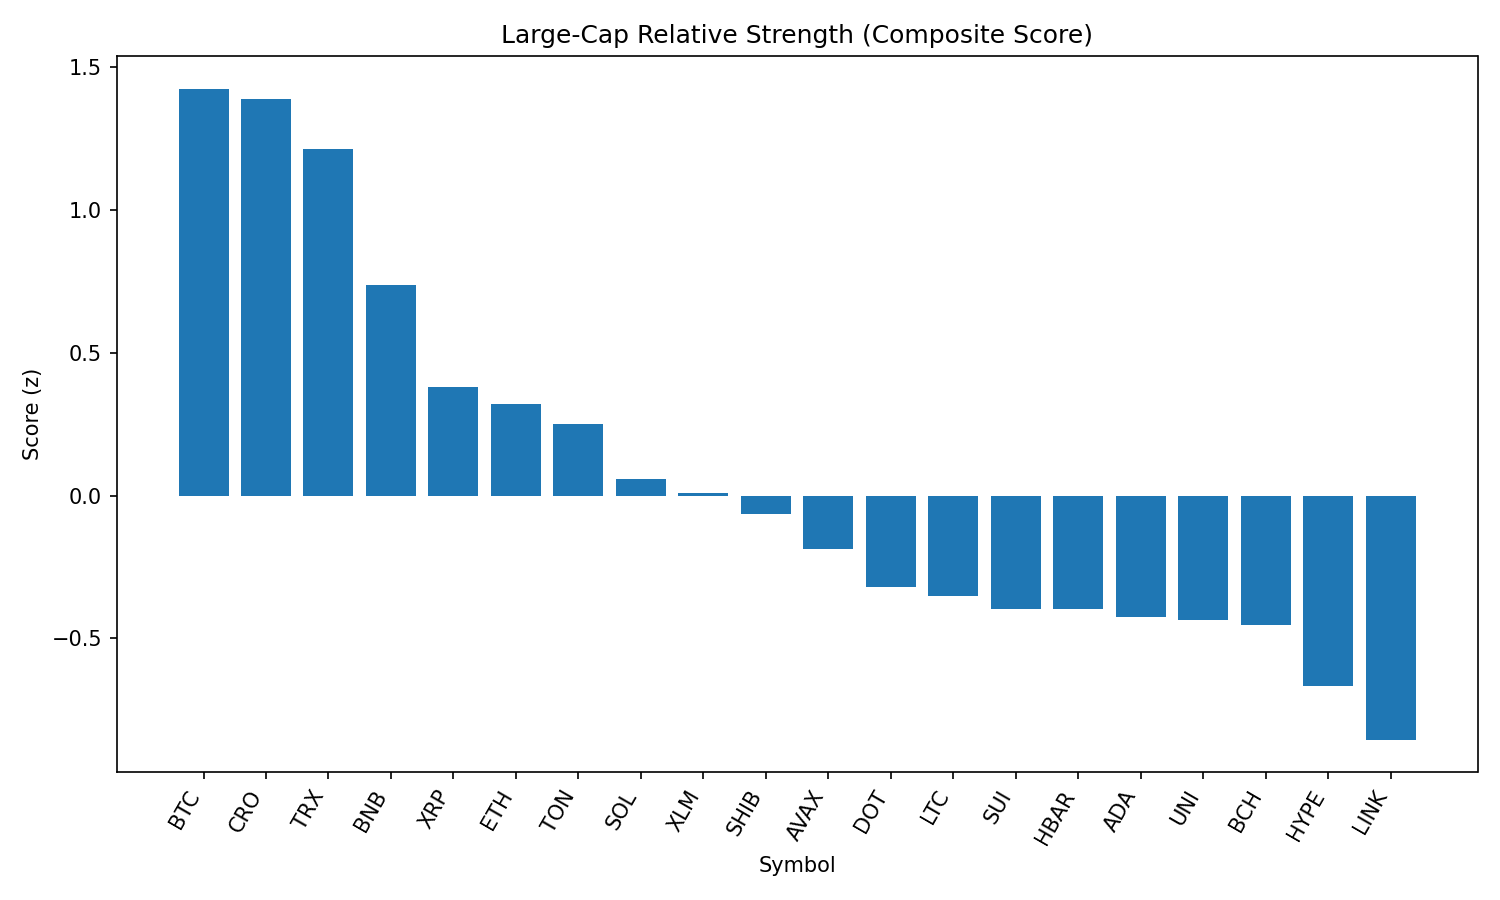 Large-Cap Relative Strength (Composite Score)
1.5
1.0
0.5
0.0
−0.5
Score (z)
BTC
CRO
TRX
BNB
XRP
ETH
TON
SOL
XLM
SHIB
AVAX
DOT
LTC
SUI
HBAR
ADA
UNI
BCH
HYPE
LINK
Symbol